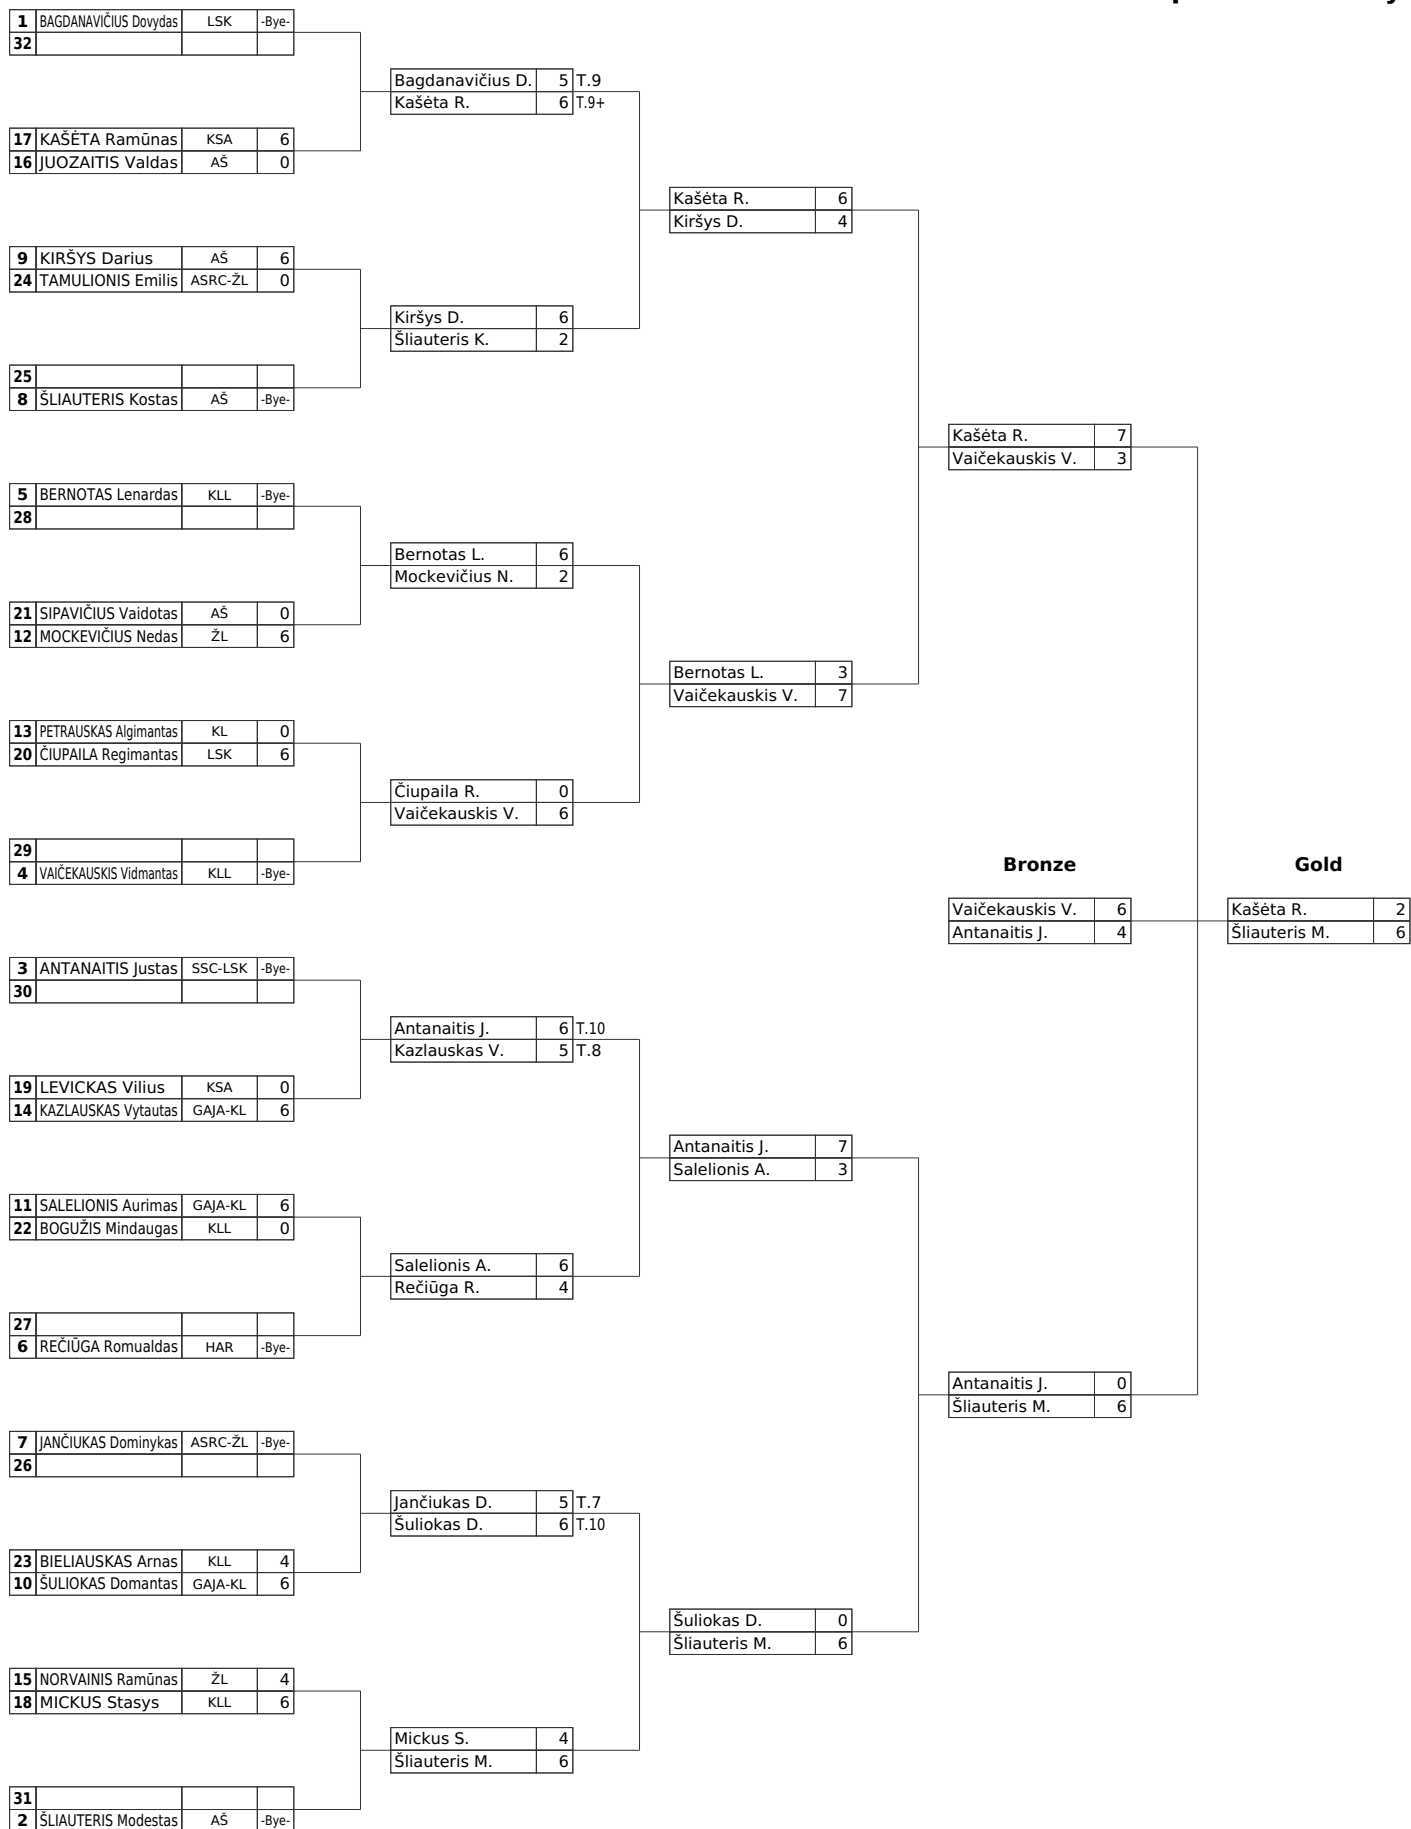 1 BAGDANAVIČIUS Dovydas LSK -Bye-
32
Bagdanavičius D. 5 T.9
Kašėta R. 6 T.9+
17 KAŠĖTA Ramūnas KSA 6
16 JUOZAITIS Valdas AŠ 0
Kašėta R. 6
Kiršys D. 4
9 KIRŠYS Darius AŠ 6
24 TAMULIONIS Emilis ASRC-ŽL 0
Kiršys D. 6
Šliauteris K. 2
25
8 ŠLIAUTERIS Kostas AŠ -Bye-
Kašėta R. 7
Vaičekauskis V. 3
5 BERNOTAS Lenardas KLL -Bye-
28
Bernotas L. 6
Mockevičius N. 2
21 SIPAVIČIUS Vaidotas AŠ 0
12 MOCKEVIČIUS Nedas ŽL 6
Bernotas L. 3
Vaičekauskis V. 7
13 PETRAUSKAS Algimantas KL 0
20 ČIUPAILA Regimantas LSK 6
Čiupaila R. 0
Vaičekauskis V. 6
29
4 VAIČEKAUSKIS Vidmantas KLL -Bye-
Bronze Gold
Vaičekauskis V. 6 Kašėta R. 2
Antanaitis J. 4 Šliauteris M. 6
3 ANTANAITIS Justas SSC-LSK -Bye-
30
Antanaitis J. 6 T.10
Kazlauskas V. 5 T.8
19 LEVICKAS Vilius KSA 0
14 KAZLAUSKAS Vytautas GAJA-KL 6
Antanaitis J. 7
Salelionis A. 3
11 SALELIONIS Aurimas GAJA-KL 6
22 BOGUŽIS Mindaugas KLL 0
Salelionis A. 6
Rečiūga R. 4
27
6 REČIŪGA Romualdas HAR -Bye-
Antanaitis J. 0
Šliauteris M. 6
7 JANČIUKAS Dominykas ASRC-ŽL -Bye-
26
Jančiukas D. 5 T.7
Šuliokas D. 6 T.10
23 BIELIAUSKAS Arnas KLL 4
10 ŠULIOKAS Domantas GAJA-KL 6
Šuliokas D. 0
Šliauteris M. 6
15 NORVAINIS Ramūnas ŽL 4
18 MICKUS Stasys KLL 6
Mickus S. 4
Šliauteris M. 6
31
2 ŠLIAUTERIS Modestas AŠ -Bye-